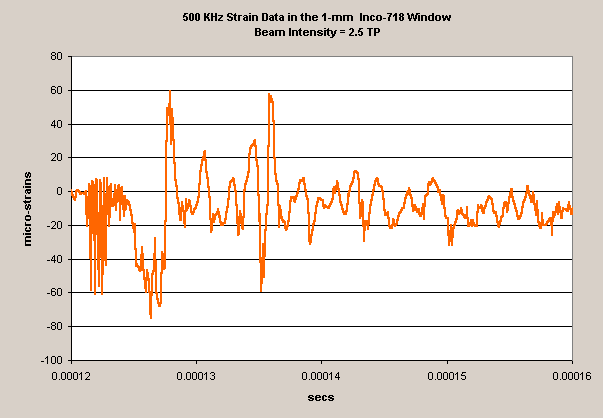 500 KHz Strain Data in the 1-mm Inco-718 Window
Beam Intensity = 2.5 TP
80
60
40
20
0
-20
-40
-60
-80
-100
micro-strains
0.00012 0.00013 0.00014 0.00015 0.00016
secs